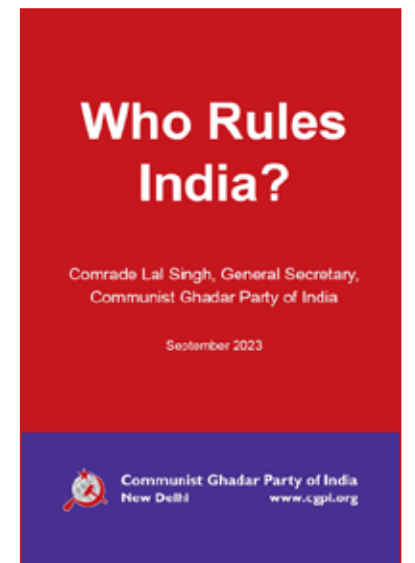 Who Rules
India?
Comrade Lal Singh, General Secretary,
Communist Ghadar Party of India
September 2023
Communist Ghadar Party of India
New Delhi www.cgpi.org